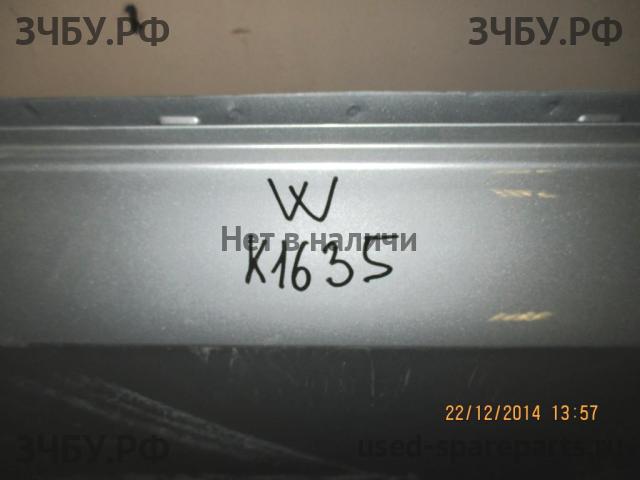 ЗЧБУ.РФ ЗЧБУ.РФ
W
Нет в наличи
K1635
22/12/2014 13:57
ЗЧБУ.РФ used-spareparts.ru